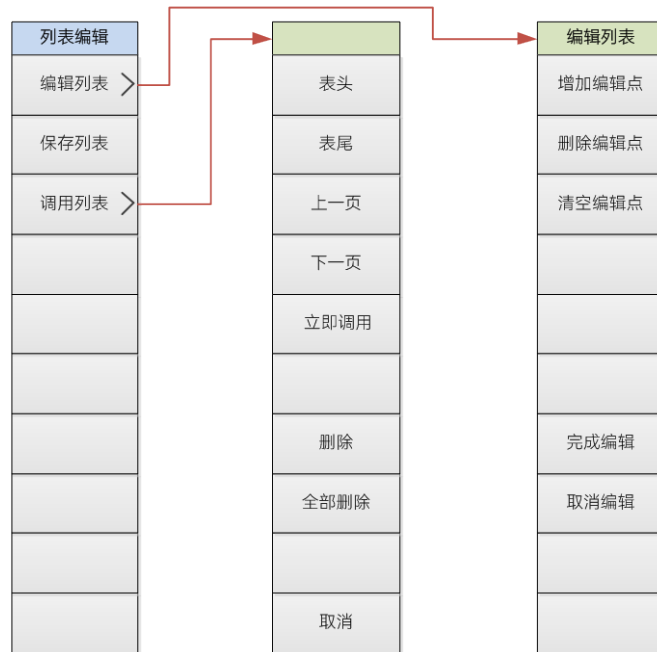 列表编辑
编辑列表
保存列表
调用列表
表头
表尾
上一页
下一页
立即调用
删除
全部删除
取消
编辑列表
增加编辑点
删除编辑点
清空编辑点
完成编辑
取消编辑